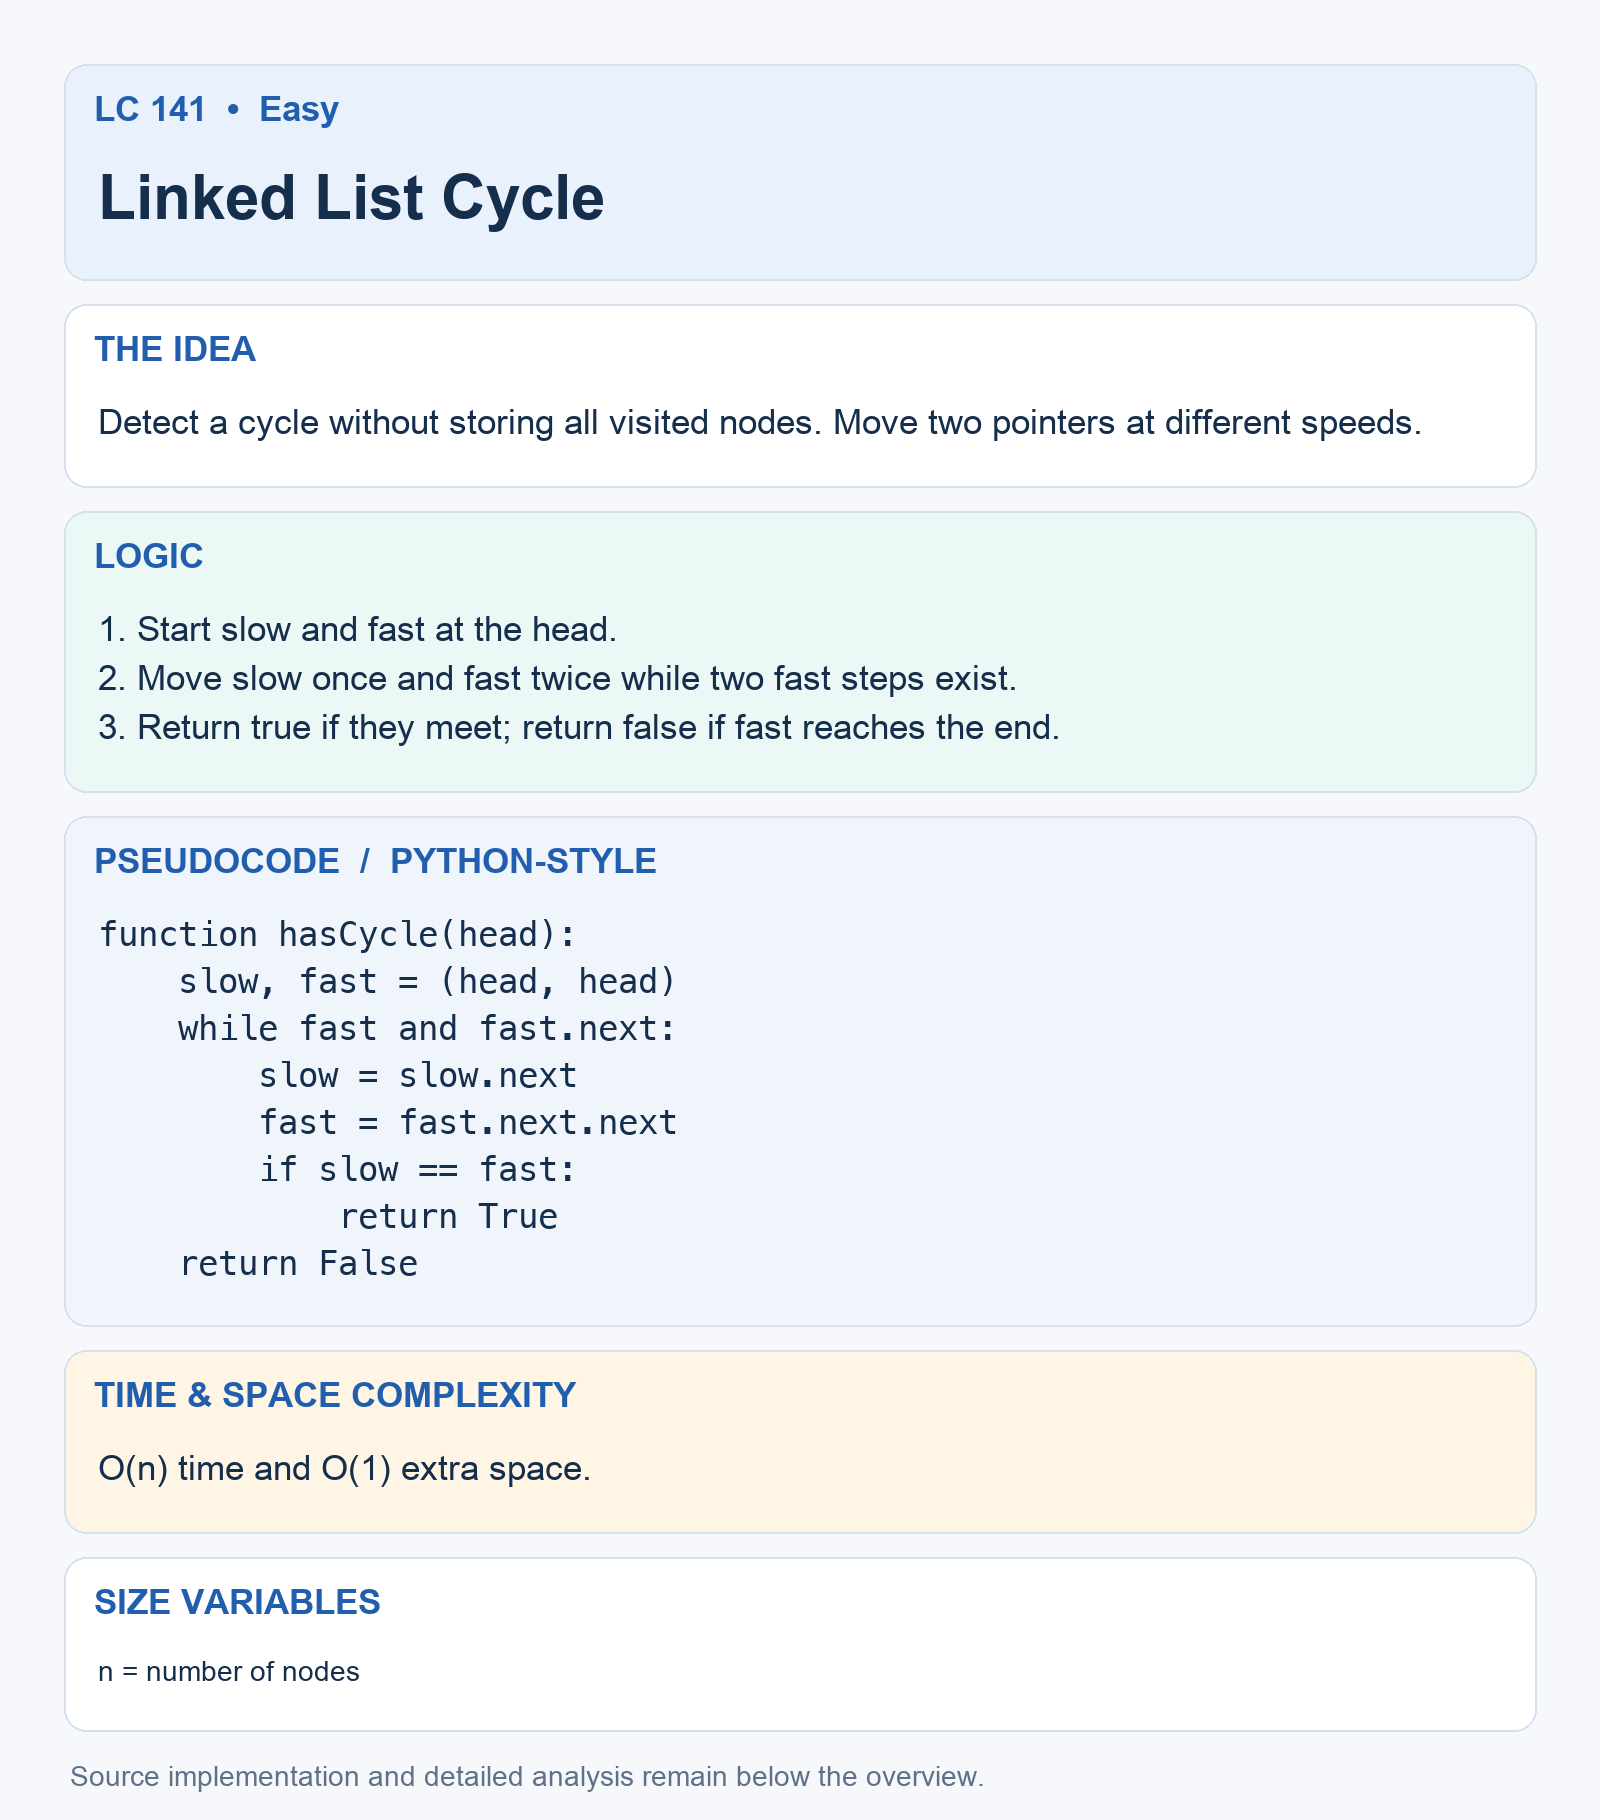 LC 141 • Easy
Linked List Cycle
THE IDEA
Detect a cycle without storing all visited nodes. Move two pointers at different speeds.
LOGIC
1. Start slow and fast at the head.
2. Move slow once and fast twice while two fast steps exist.
3. Return true if they meet; return false if fast reaches the end.
PSEUDOCODE / PYTHON-STYLE
function hasCycle(head):
    slow, fast = (head, head)
    while fast and fast.next:
        slow = slow.next
        fast = fast.next.next
        if slow == fast:
            return True
    return False
TIME & SPACE COMPLEXITY
O(n) time and O(1) extra space.
SIZE VARIABLES
n = number of nodes
Source implementation and detailed analysis remain below the overview.